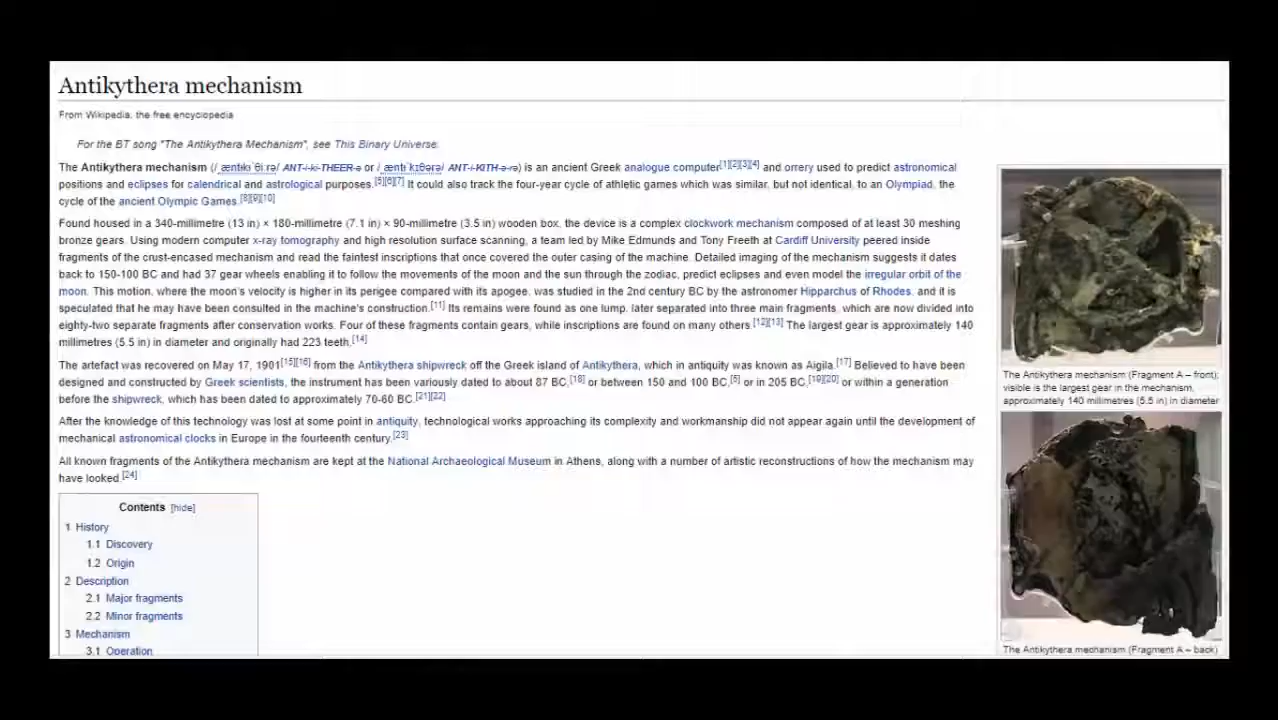 Antikythera mechanism
From Wikipedia, the free encyclopedia
For the BT song "The Antikythera Mechanism", see This Binary Universe.
The Antikythera mechanism (/ˌæntɪkɪˈθiːrə/ ANT-i-ki-THEER-ə or /ˌæntɪˈkɪθərə/ ANT-i-KITH-ə-rə) is an ancient Greek analogue computer[1][2][3][4] and orrery used to predict astronomical
positions and eclipses for calendrical and astrological purposes.[5][6][7] It could also track the four-year cycle of athletic games which was similar, but not identical, to an Olympiad, the
cycle of the ancient Olympic Games.[8][9][10]
Found housed in a 340-millimetre (13 in) × 180-millimetre (7.1 in) × 90-millimetre (3.5 in) wooden box, the device is a complex clockwork mechanism composed of at least 30 meshing
bronze gears. Using modern computer x-ray tomography and high resolution surface scanning, a team led by Mike Edmunds and Tony Freeth at Cardiff University peered inside
fragments of the crust-encased mechanism and read the faintest inscriptions that once covered the outer casing of the machine. Detailed imaging of the mechanism suggests it dates
back to 150-100 BC and had 37 gear wheels enabling it to follow the movements of the moon and the sun through the zodiac, predict eclipses and even model the irregular orbit of the
moon. This motion, where the moon's velocity is higher in its perigee compared with its apogee, was studied in the 2nd century BC by the astronomer Hipparchus of Rhodes, and it is
speculated that he may have been consulted in the machine's construction.[11] Its remains were found as one lump, later separated into three main fragments, which are now divided into
eighty-two separate fragments after conservation works. Four of these fragments contain gears, while inscriptions are found on many others.[12][13] The largest gear is approximately 140
millimetres (5.5 in) in diameter and originally had 223 teeth.[14]
The artefact was recovered on May 17, 1901[15][16] from the Antikythera shipwreck off the Greek island of Antikythera, which in antiquity was known as Aigila.[17] Believed to have been
designed and constructed by Greek scientists, the instrument has been variously dated to about 87 BC,[18] or between 150 and 100 BC,[5] or in 205 BC,[19][20] or within a generation
before the shipwreck, which has been dated to approximately 70-60 BC.[21][22]
After the knowledge of this technology was lost at some point in antiquity, technological works approaching its complexity and workmanship did not appear again until the development of
mechanical astronomical clocks in Europe in the fourteenth century.[23]
All known fragments of the Antikythera mechanism are kept at the National Archaeological Museum in Athens, along with a number of artistic reconstructions of how the mechanism may
have looked.[24]
Contents [hide]
1 History
1.1 Discovery
1.2 Origin
2 Description
2.1 Major fragments
2.2 Minor fragments
3 Mechanism
3.1 Operation
The Antikythera mechanism (Fragment A – front);
visible is the largest gear in the mechanism,
approximately 140 millimetres (5.5 in) in diameter
The Antikythera mechanism (Fragment A – back)